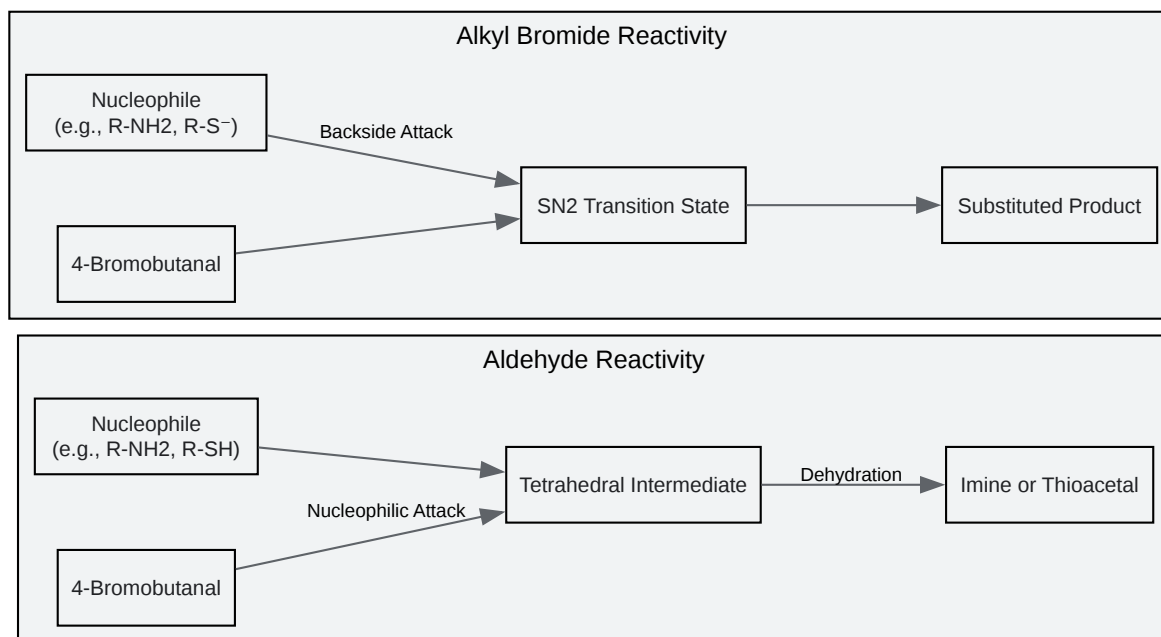 Alkyl Bromide Reactivity
Nucleophile
(e.g., R-NH2, R-S⁻)
Backside Attack
SN2 Transition State
Substituted Product
4-Bromobutanal
Aldehyde Reactivity
Nucleophile
(e.g., R-NH2, R-SH)
Tetrahedral Intermediate
Dehydration
Imine or Thioacetal
Nucleophilic Attack
4-Bromobutanal